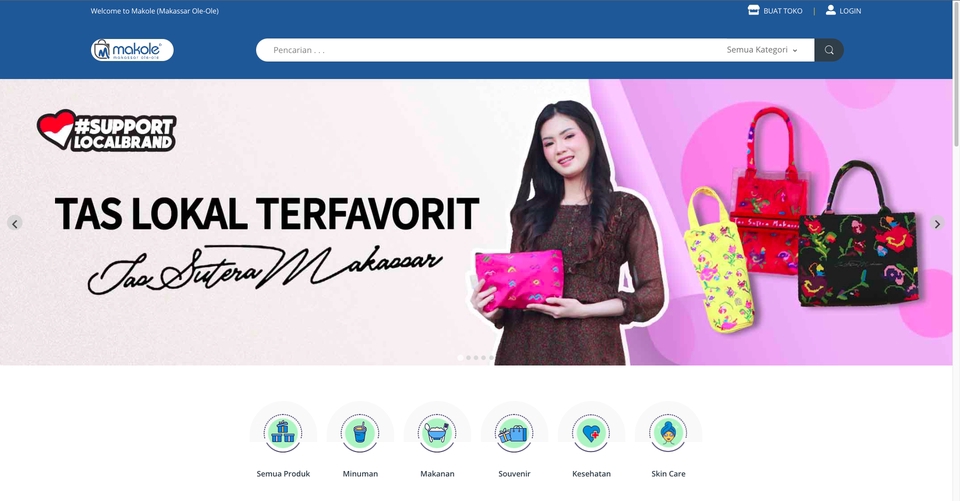 Welcome to Makole (Makassar Ole-Ole)
BUAT TOKO | LOGIN
makole
makassar ole-ole
Pencarian . . .
Semua Kategori
#SUPPORT
LOCALBRAND
TAS LOKAL TERFAVORIT
Tas Sutera Makassar
Tas Sutera Makassar
Semua Produk
Minuman
Makanan
Souvenir
Kesehatan
Skin Care